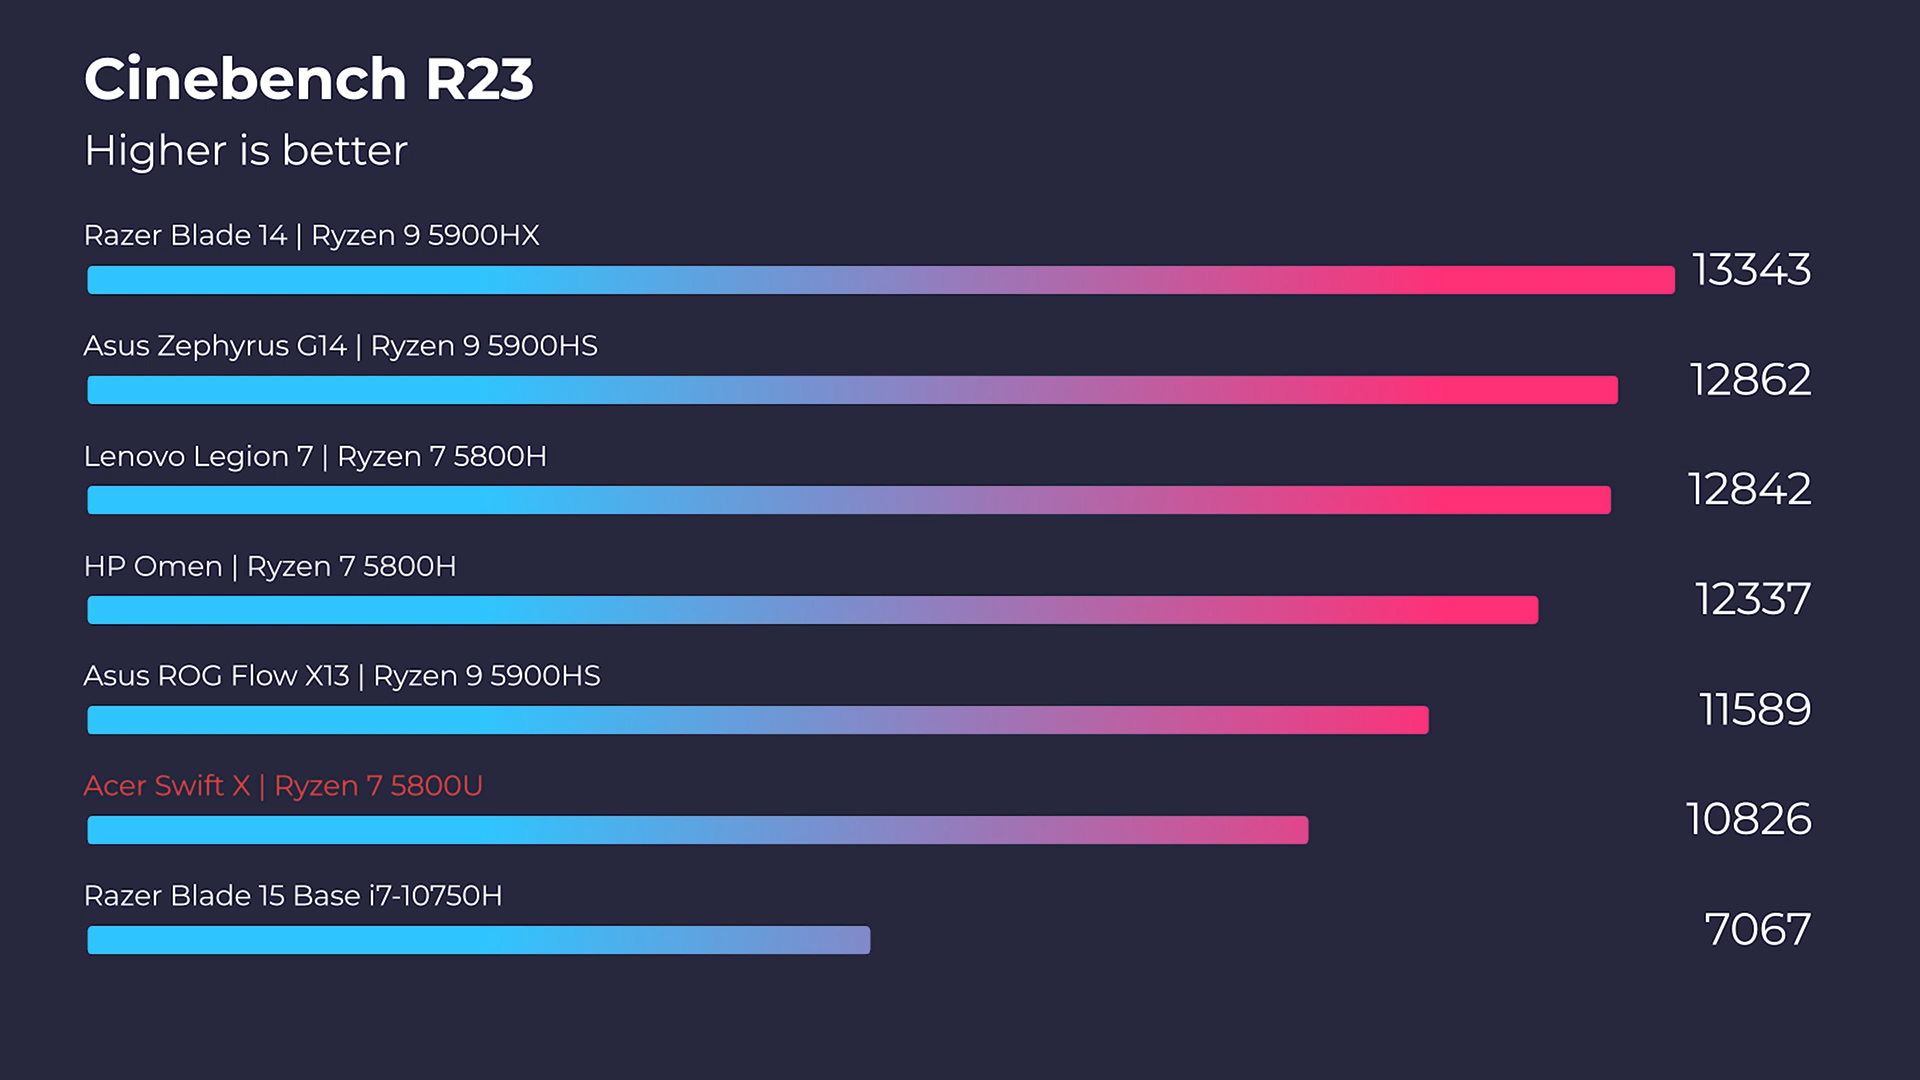 Cinebench R23
Higher is better
Razer Blade 14 | Ryzen 9 5900HX
13343
Asus Zephyrus G14 | Ryzen 9 5900HS
12862
Lenovo Legion 7 | Ryzen 7 5800H
12842
HP Omen | Ryzen 7 5800H
12337
Asus ROG Flow X13 | Ryzen 9 5900HS
11589
Acer Swift X | Ryzen 7 5800U
10826
Razer Blade 15 Base i7-10750H
7067